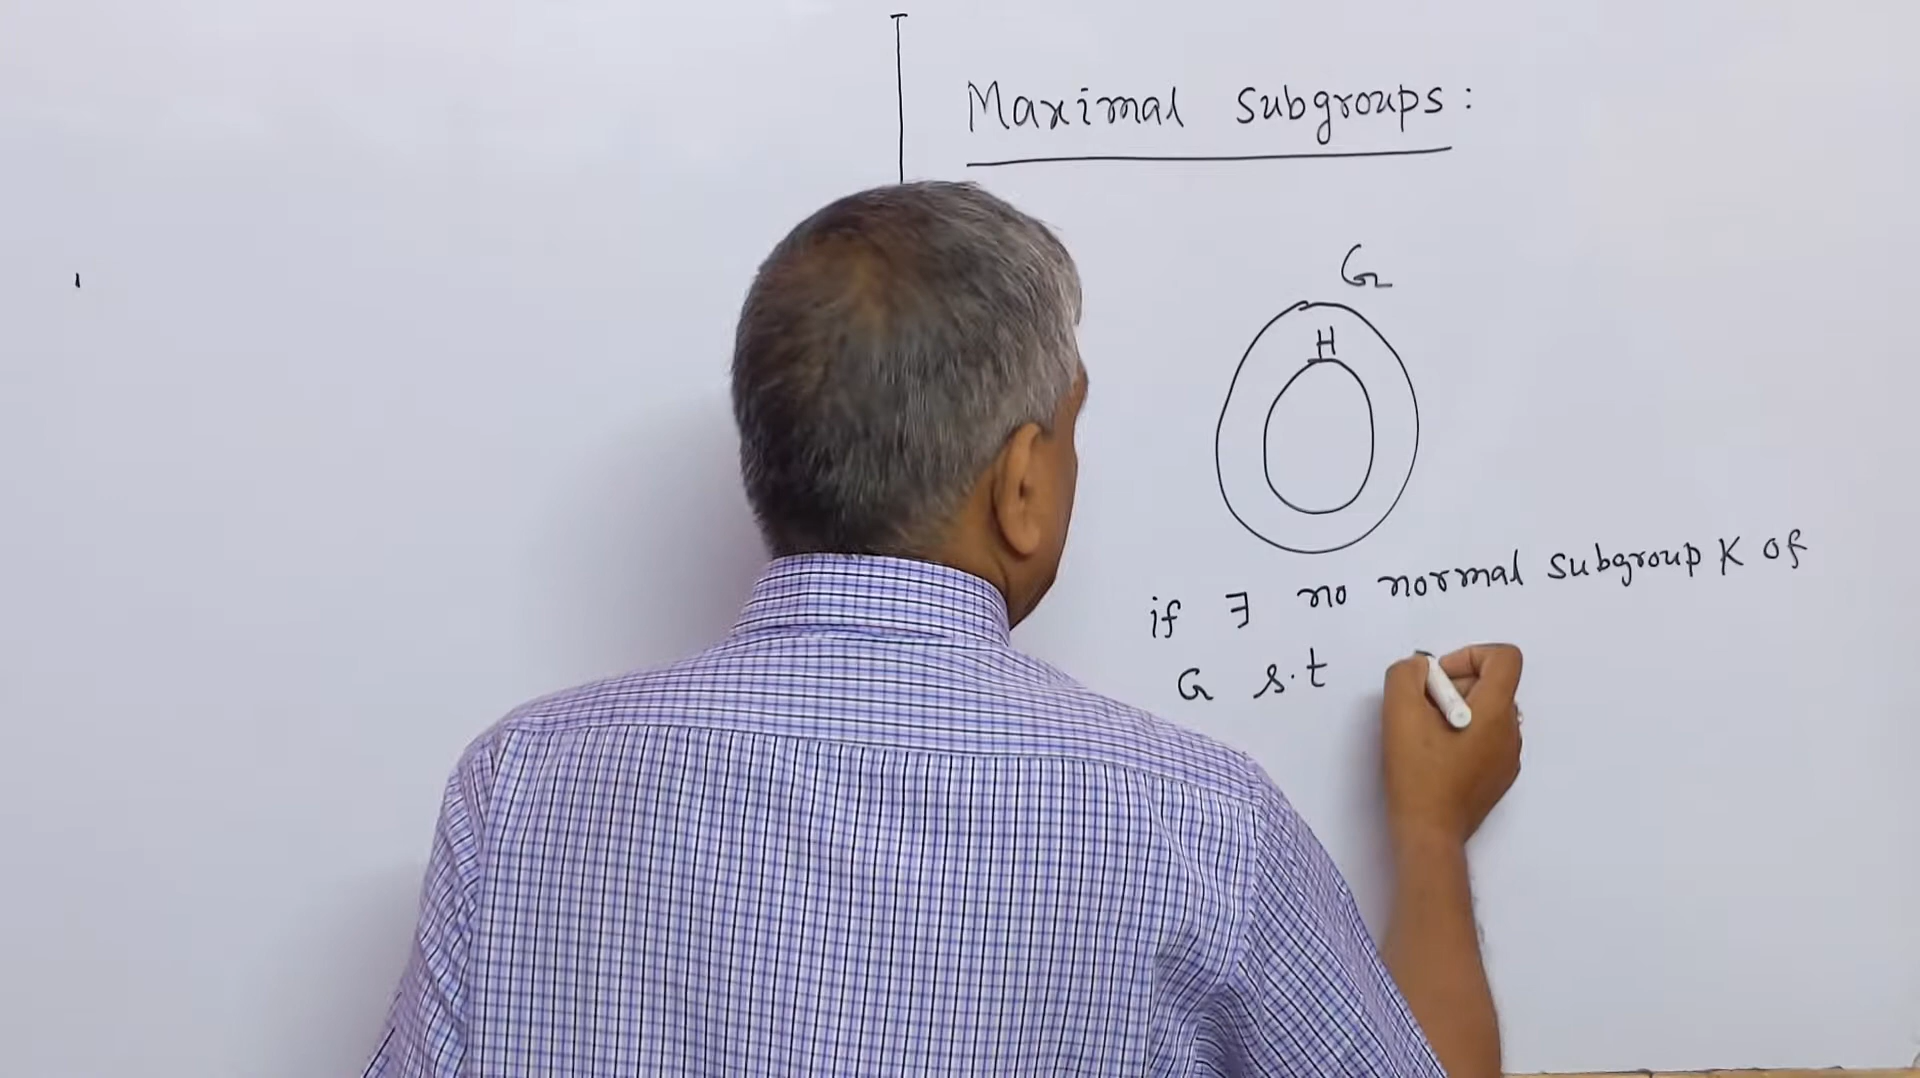 Maximal Subgroups:
G
H
if ∃ no normal subgroup K of
G s.t